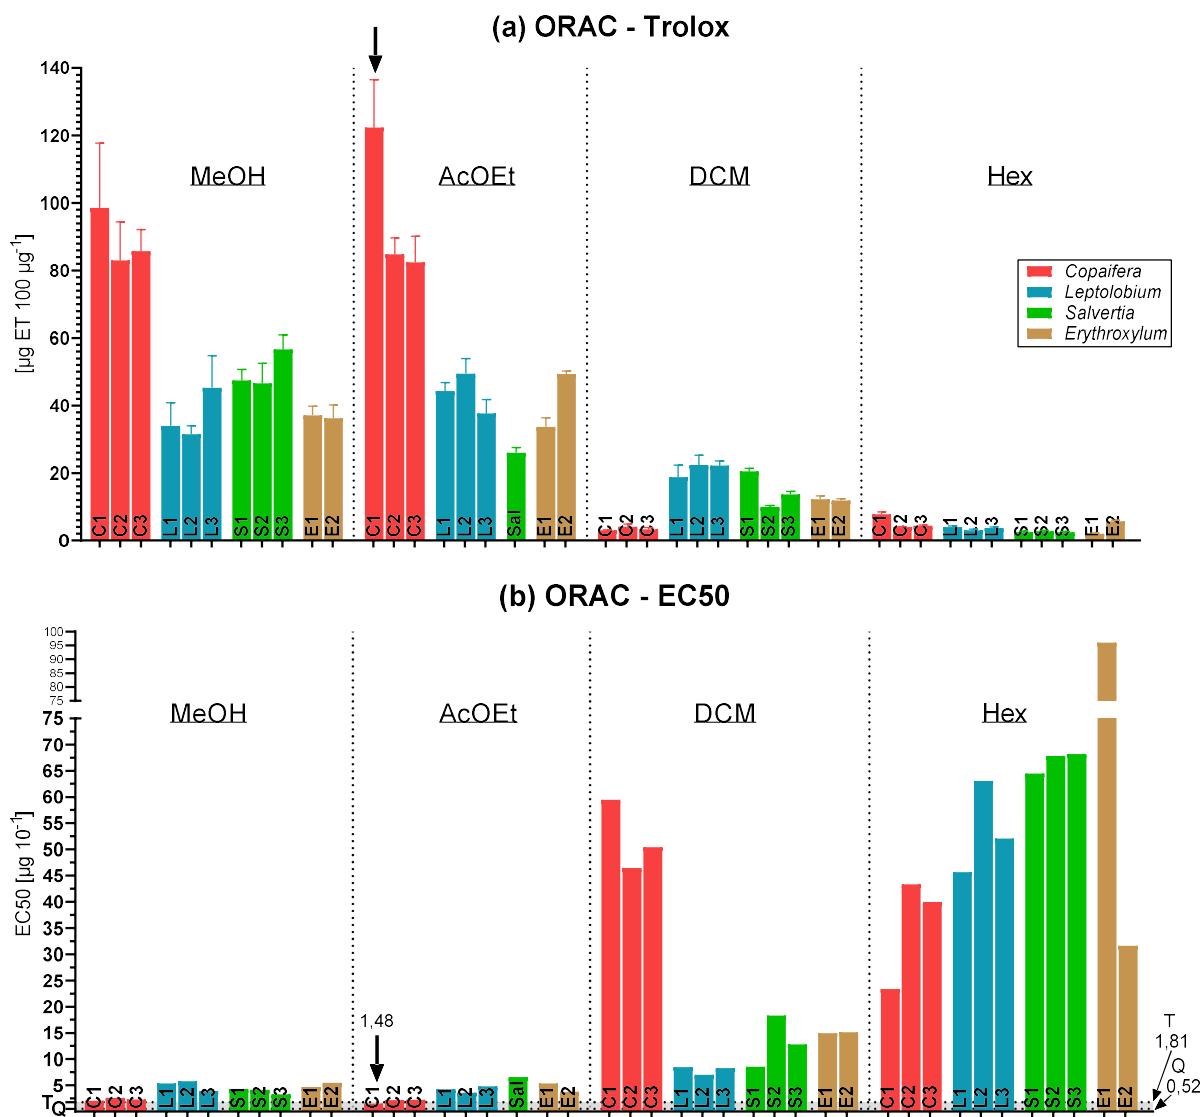 (a) ORAC - Trolox
140
120
100
80
60
40
20
0
[µg ET 100 µg⁻¹]
MeOH
AcOEt
DCM
Hex
Copaifera
Leptolobium
Salvertia
Erythroxylum
C1 C2 C3 L1 L2 L3 S1 S2 S3 E1 E2
C1 C2 C3 L1 L2 L3 Sal E1 E2
C1 C2 C3 L1 L2 L3 S1 S2 S3 E1 E2
C1 C2 C3 L1 L2 L3 S1 S2 S3 E1 E2
(b) ORAC - EC50
100
95
90
85
80
75
75
70
65
60
55
50
45
40
35
30
25
20
15
10
5
T
Q
EC50 [µg 10⁻¹]
MeOH
AcOEt
DCM
Hex
1,48
T
1,81
Q
0,52
C1 C2 C3 L1 L2 L3 S1 S2 S3 E1 E2
C1 C2 C3 L1 L2 L3 Sal E1 E2
C1 C2 C3 L1 L2 L3 S1 S2 S3 E1 E2
C1 C2 C3 L1 L2 L3 S1 S2 S3 E1 E2